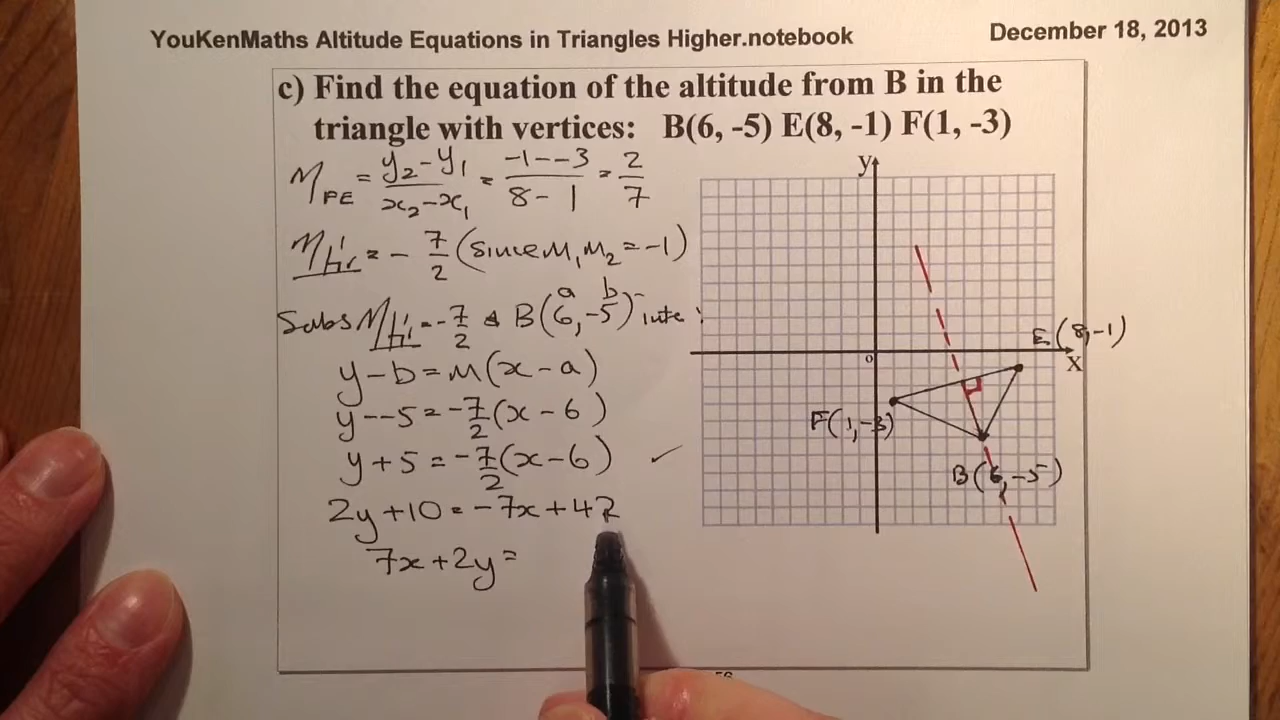 YouKenMaths Altitude Equations in Triangles Higher.notebook
December 18, 2013
c) Find the equation of the altitude from B in the
triangle with vertices: B(6, -5) E(8, -1) F(1, -3)
M_FE = (y₂-y₁)/(x₂-x₁) = (-1--3)/(8-1) = 2/7
M_⊥'r = -7/2 (since M₁M₂ = -1)
Subs M_⊥'r = -7/2 & B(6, -5) into :
a b
y-b = M(x-a)
y--5 = -7/2(x-6)
y+5 = -7/2(x-6) ✓
2y+10 = -7x+42
7x+2y=
y
o
x
E(8,-1)
F(1,-3)
B(6,-5)